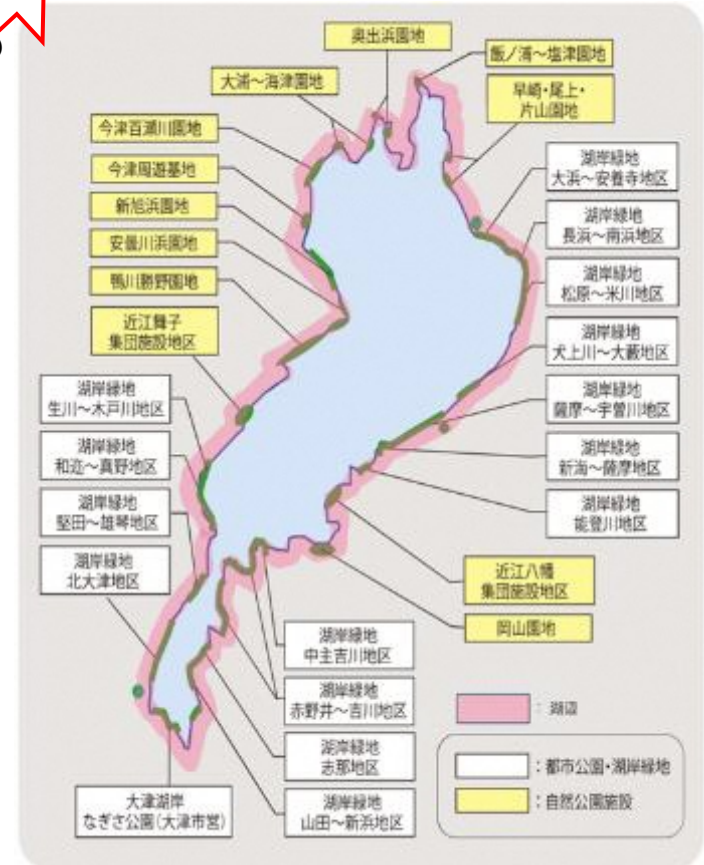 奥出浜園地
飯ノ浦～塩津園地
大浦～海津園地
早崎・尾上・
片山園地
今津百瀬川園地
今津周遊基地
新旭浜園地
安曇川浜園地
鴨川勝野園地
近江舞子
集団施設地区
湖岸緑地
大浜～安養寺地区
湖岸緑地
長浜～南浜地区
湖岸緑地
松原～米川地区
湖岸緑地
犬上川～大藪地区
湖岸緑地
薩摩～宇曽川地区
湖岸緑地
新海～薩摩地区
湖岸緑地
能登川地区
湖岸緑地
生川～木戸川地区
湖岸緑地
和迩～真野地区
湖岸緑地
堅田～雄琴地区
湖岸緑地
北大津地区
近江八幡
集団施設地区
岡山園地
湖岸緑地
中主吉川地区
湖岸緑地
赤野井～吉川地区
湖岸緑地
志那地区
湖岸緑地
山田～新浜地区
大津湖岸
なぎさ公園（大津市営）
：湖辺
：都市公園・湖岸緑地
：自然公園施設